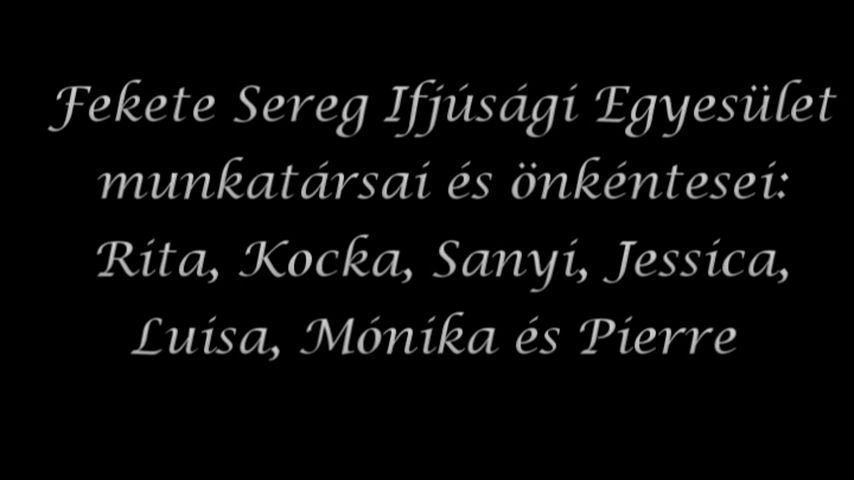 Fekete Sereg Ifjúsági Egyesület
munkatársai és önkéntesei:
Rita, Kocka, Sanyi, Jessica,
Luisa, Mónika és Pierre